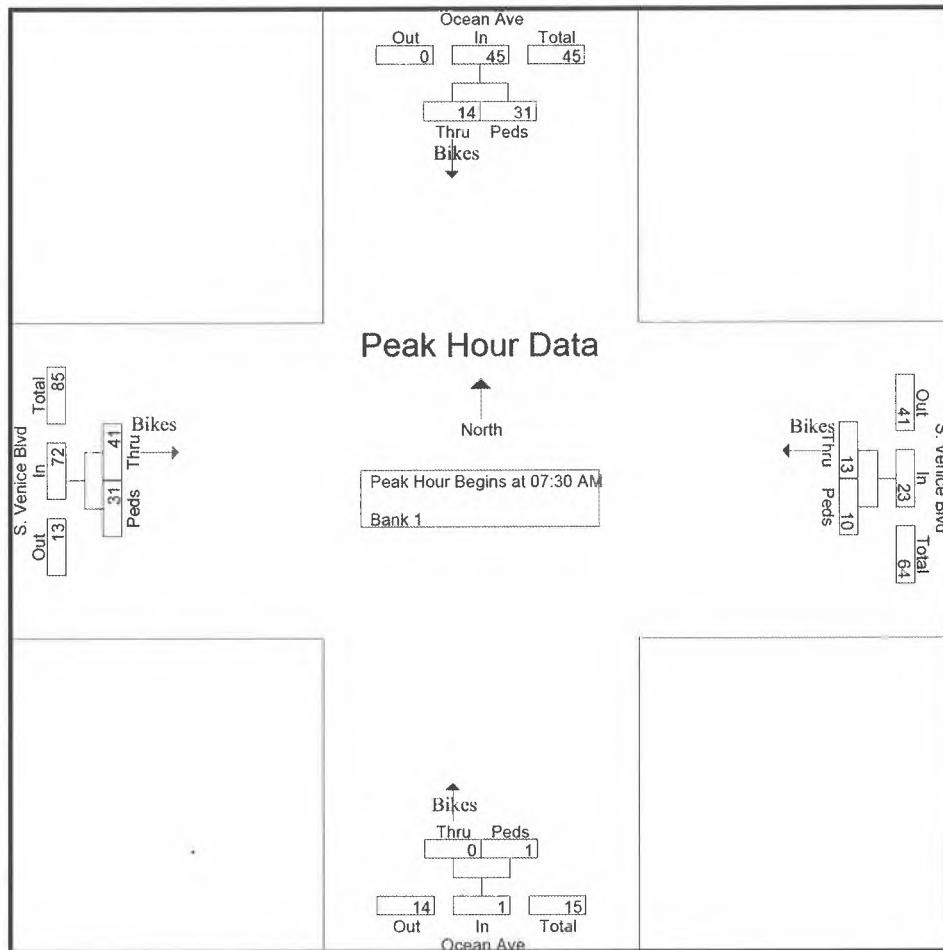 Ocean Ave
Out In Total
0 45 45
14 31
Thru Peds
Bikes
Peak Hour Data
North
Peak Hour Begins at 07:30 AM
Bank 1
S. Venice Blvd
Total In Out
85 72 13
41 31
Thru Peds
Bikes
S. Venice Blvd
Out In Total
41 23 64
13 10
Thru Peds
Bikes
Bikes
Thru Peds
0 1
14 1 15
Out In Total
Ocean Ave